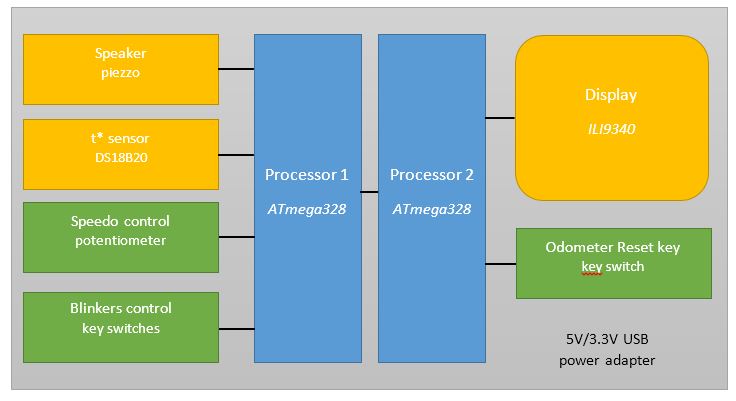 Speaker
piezzo
t* sensor
DS18B20
Speedo control
potentiometer
Blinkers control
key switches
Processor 1
ATmega328
Processor 2
ATmega328
Display
ILI9340
Odometer Reset key
key switch
5V/3.3V USB
power adapter